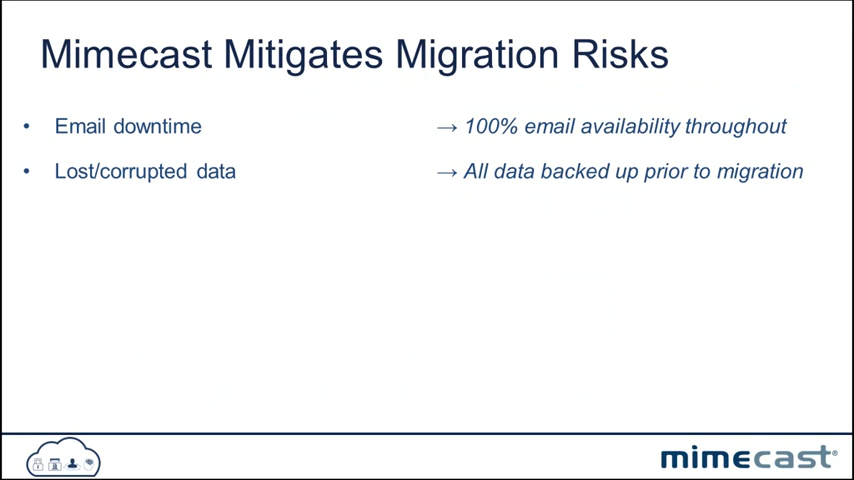 Mimecast Mitigates Migration Risks
• Email downtime → 100% email availability throughout
• Lost/corrupted data → All data backed up prior to migration
mimecast®